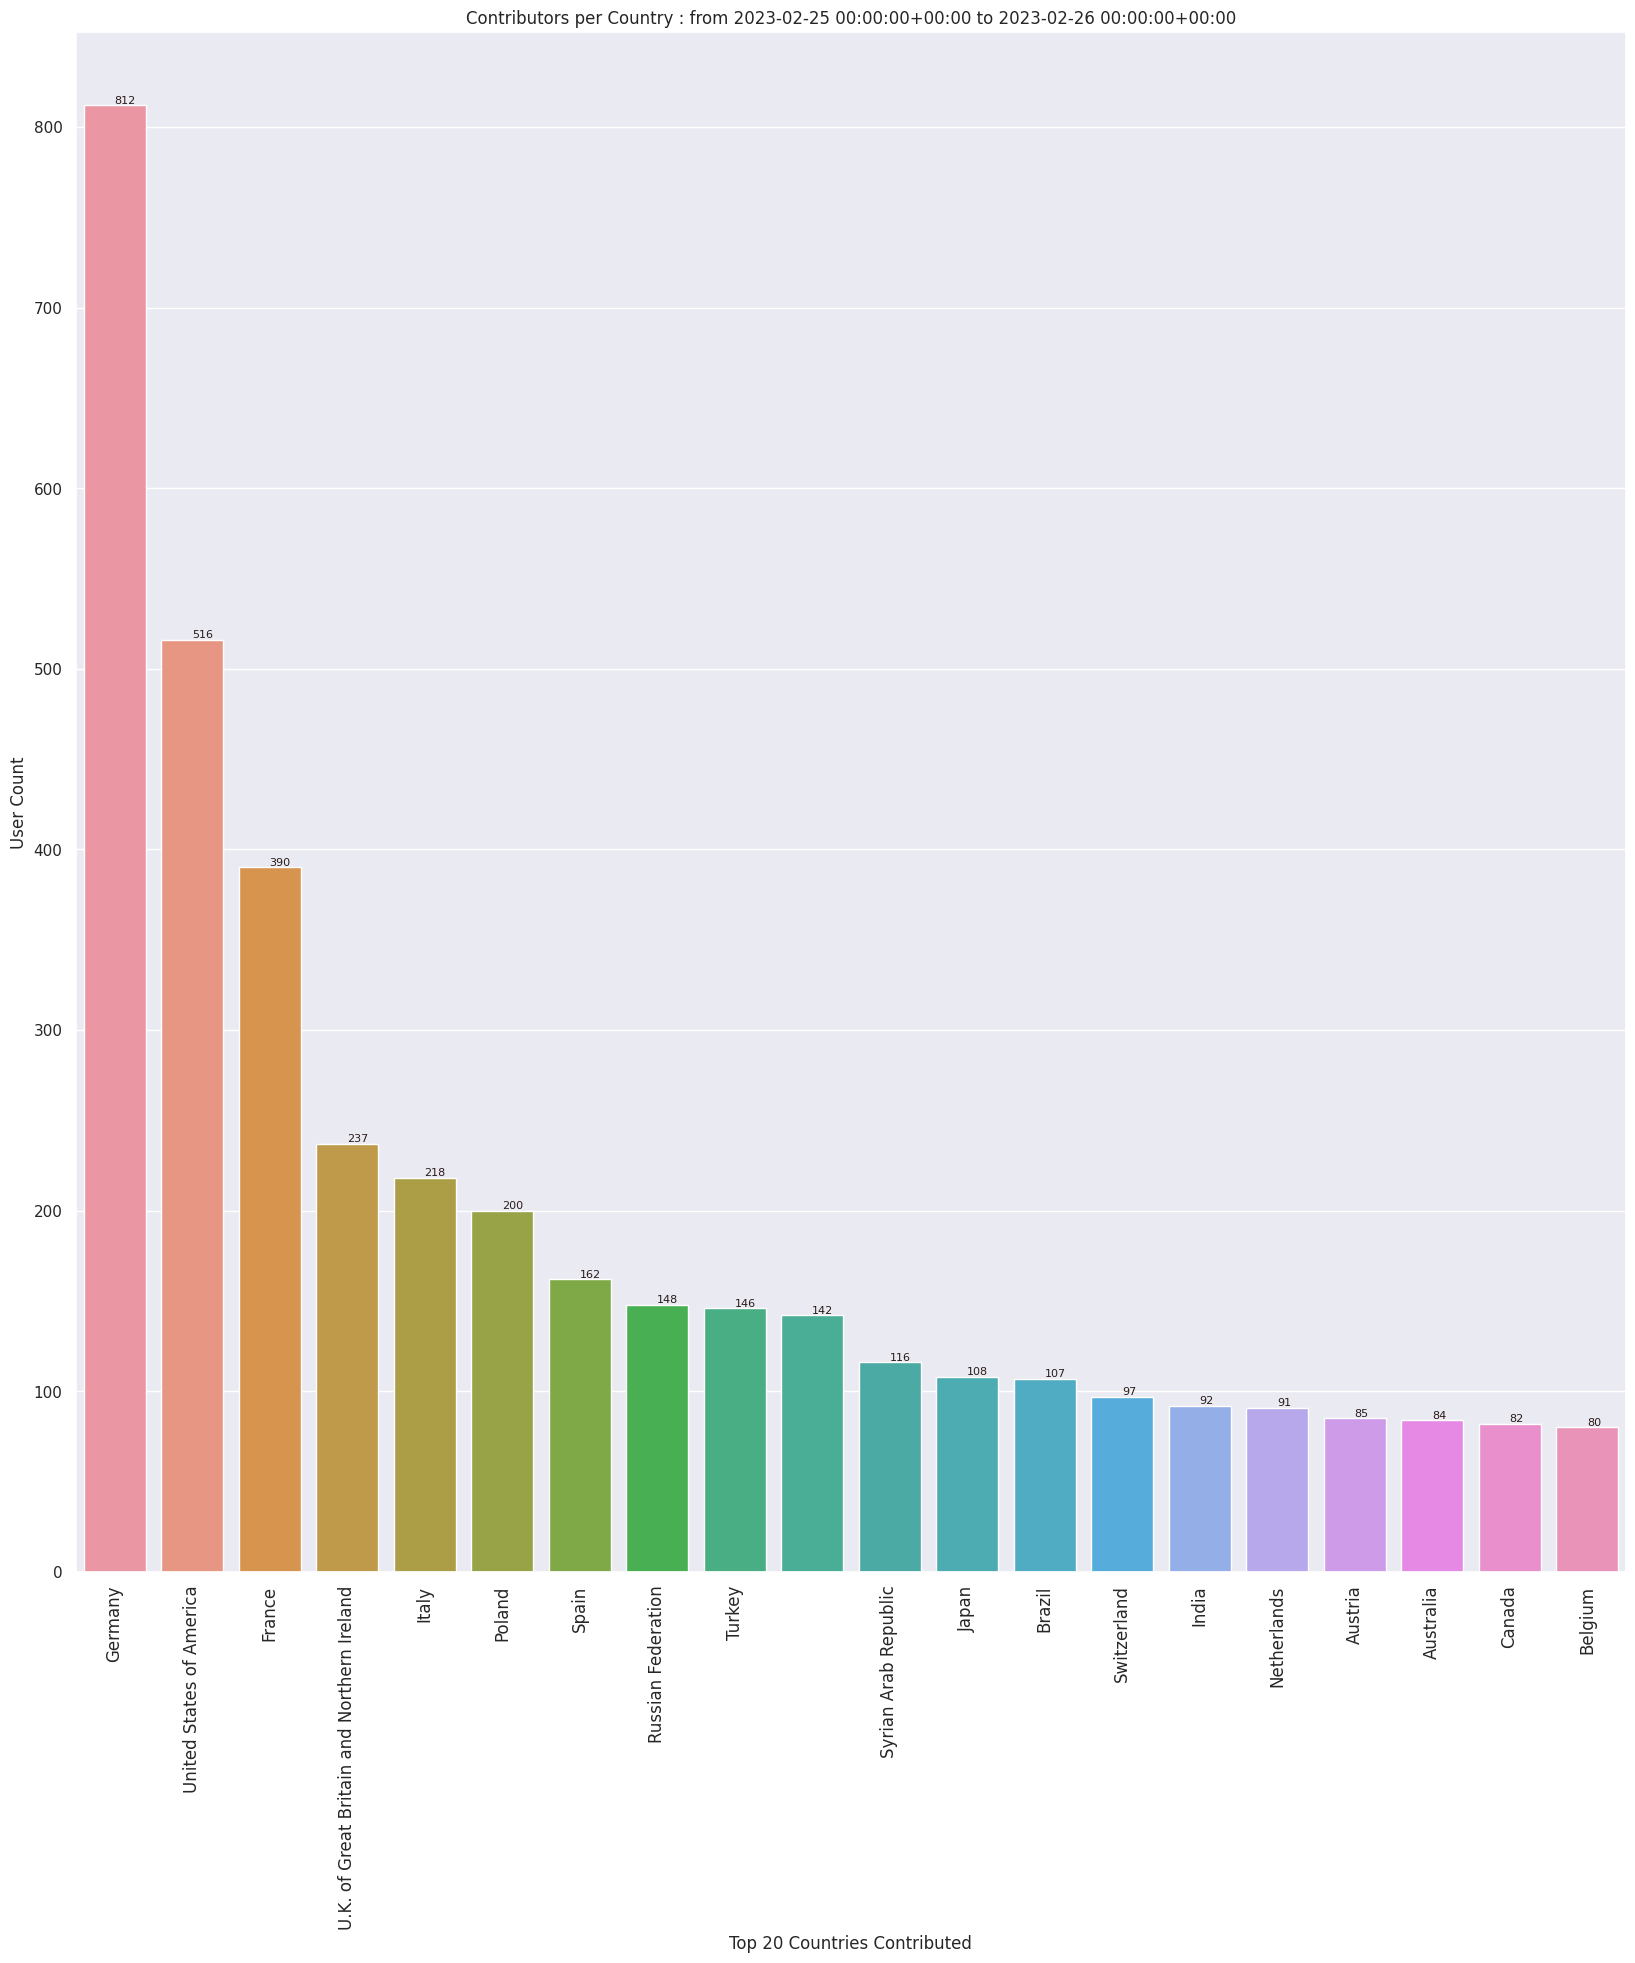 Contributors per Country : from 2023-02-25 00:00:00+00:00 to 2023-02-26 00:00:00+00:00
User Count
800
700
600
500
400
300
200
100
0
812
516
390
237
218
200
162
148
146
142
116
108
107
97
92
91
85
84
82
80
Germany
United States of America
France
U.K. of Great Britain and Northern Ireland
Italy
Poland
Spain
Russian Federation
Turkey
Syrian Arab Republic
Japan
Brazil
Switzerland
India
Netherlands
Austria
Australia
Canada
Belgium
Top 20 Countries Contributed